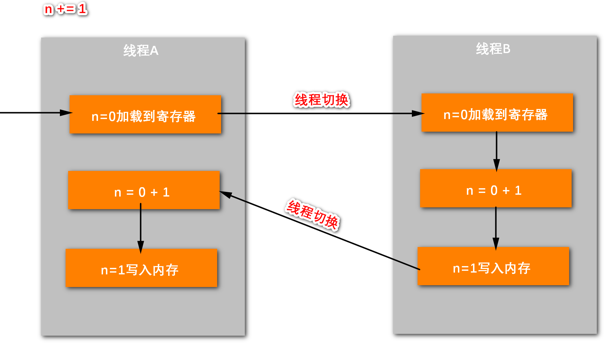 n += 1
线程A
线程B
n=0加载到寄存器
线程切换
n=0加载到寄存器
n = 0 + 1
线程切换
n = 0 + 1
n=1写入内存
n=1写入内存